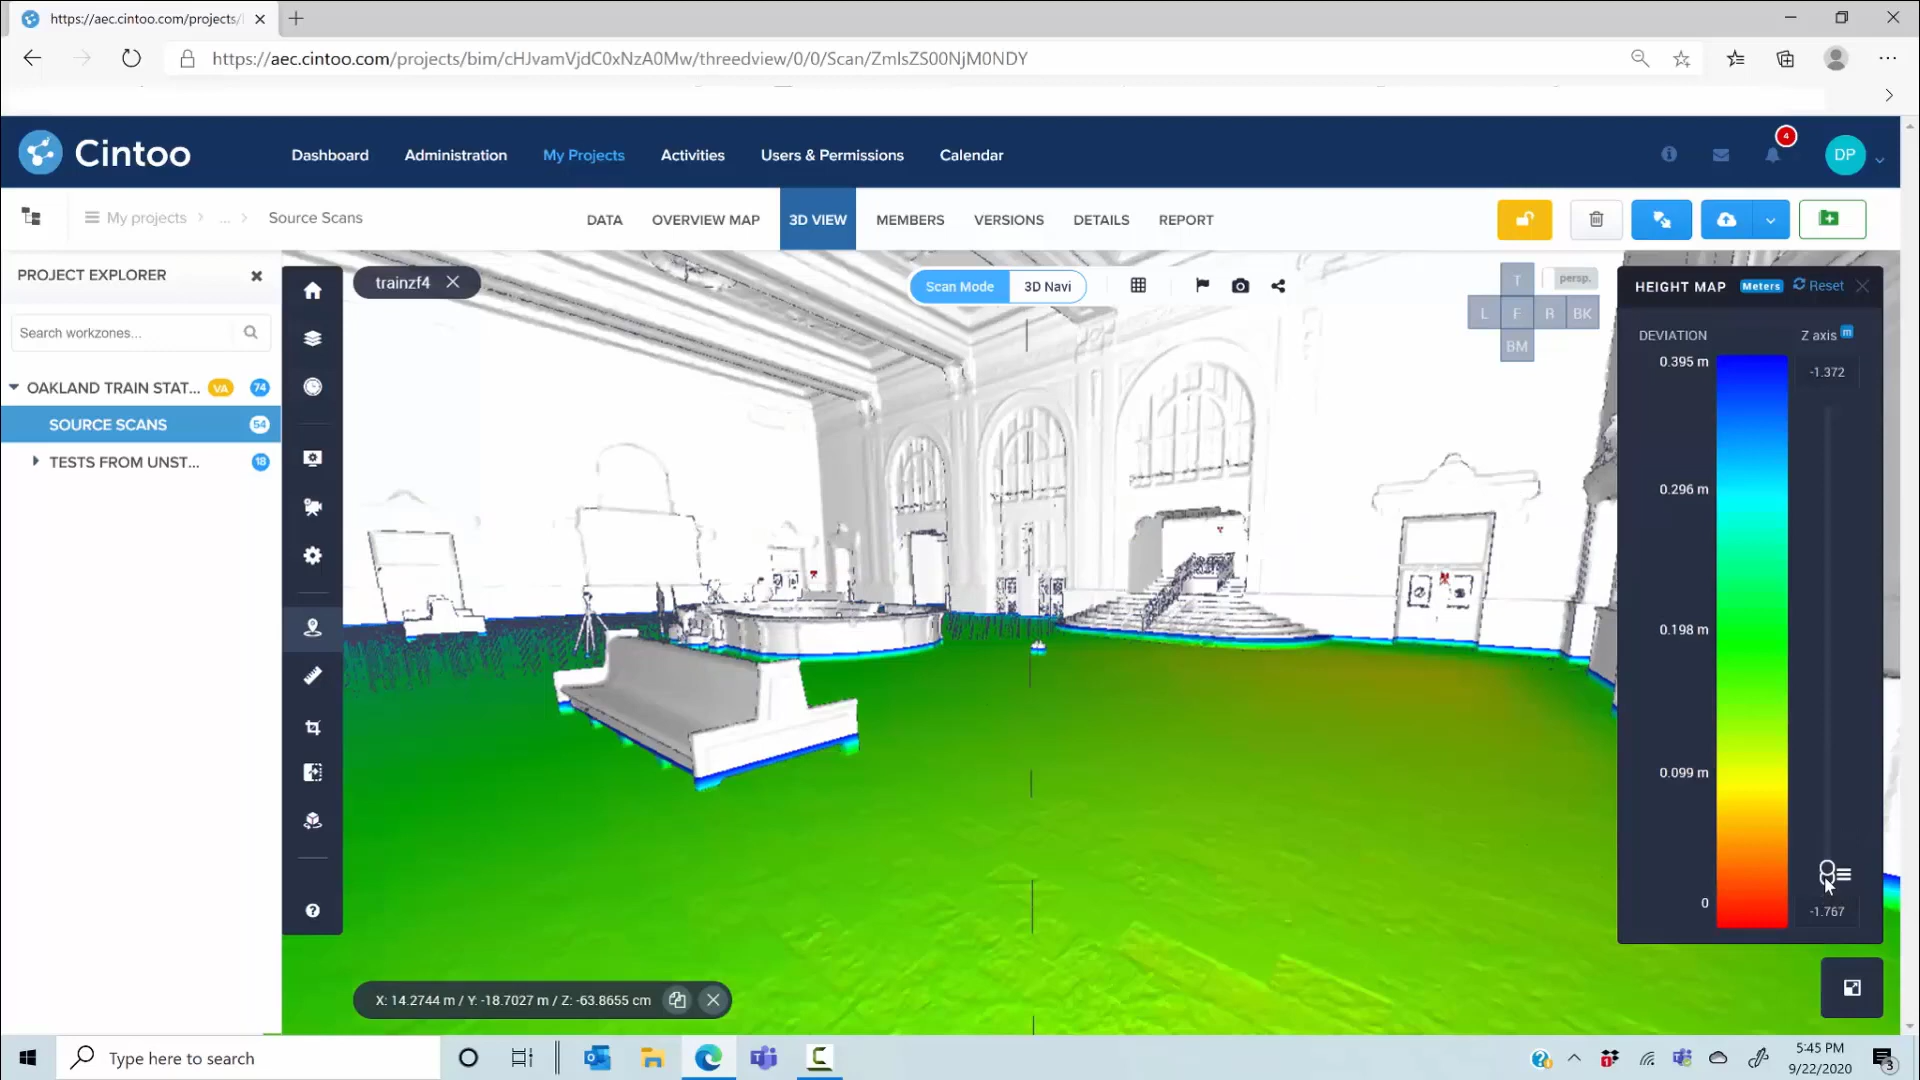 https://aec.cintoo.com/projects/
https://aec.cintoo.com/projects/bim/cHJvamVjdC0xNzA0Mw/threedview/0/0/Scan/ZmlsZS00NjM0NDY
Cintoo
Dashboard
Administration
My Projects
Activities
Users & Permissions
Calendar
4
DP
My projects > ... > Source Scans
DATA
OVERVIEW MAP
3D VIEW
MEMBERS
VERSIONS
DETAILS
REPORT
PROJECT EXPLORER
Search workzones...
OAKLAND TRAIN STAT... VA 74
SOURCE SCANS 54
TESTS FROM UNST... 18
trainzf4
Scan Mode
3D Navi
T
persp.
L F R BK
BM
HEIGHT MAP Meters Reset
DEVIATION Z axis m
0.395 m
-1.372
0.296 m
0.198 m
0.099 m
0
-1.767
X: 14.2744 m / Y: -18.7027 m / Z: -63.8655 cm
Type here to search
5:45 PM
9/22/2020
3